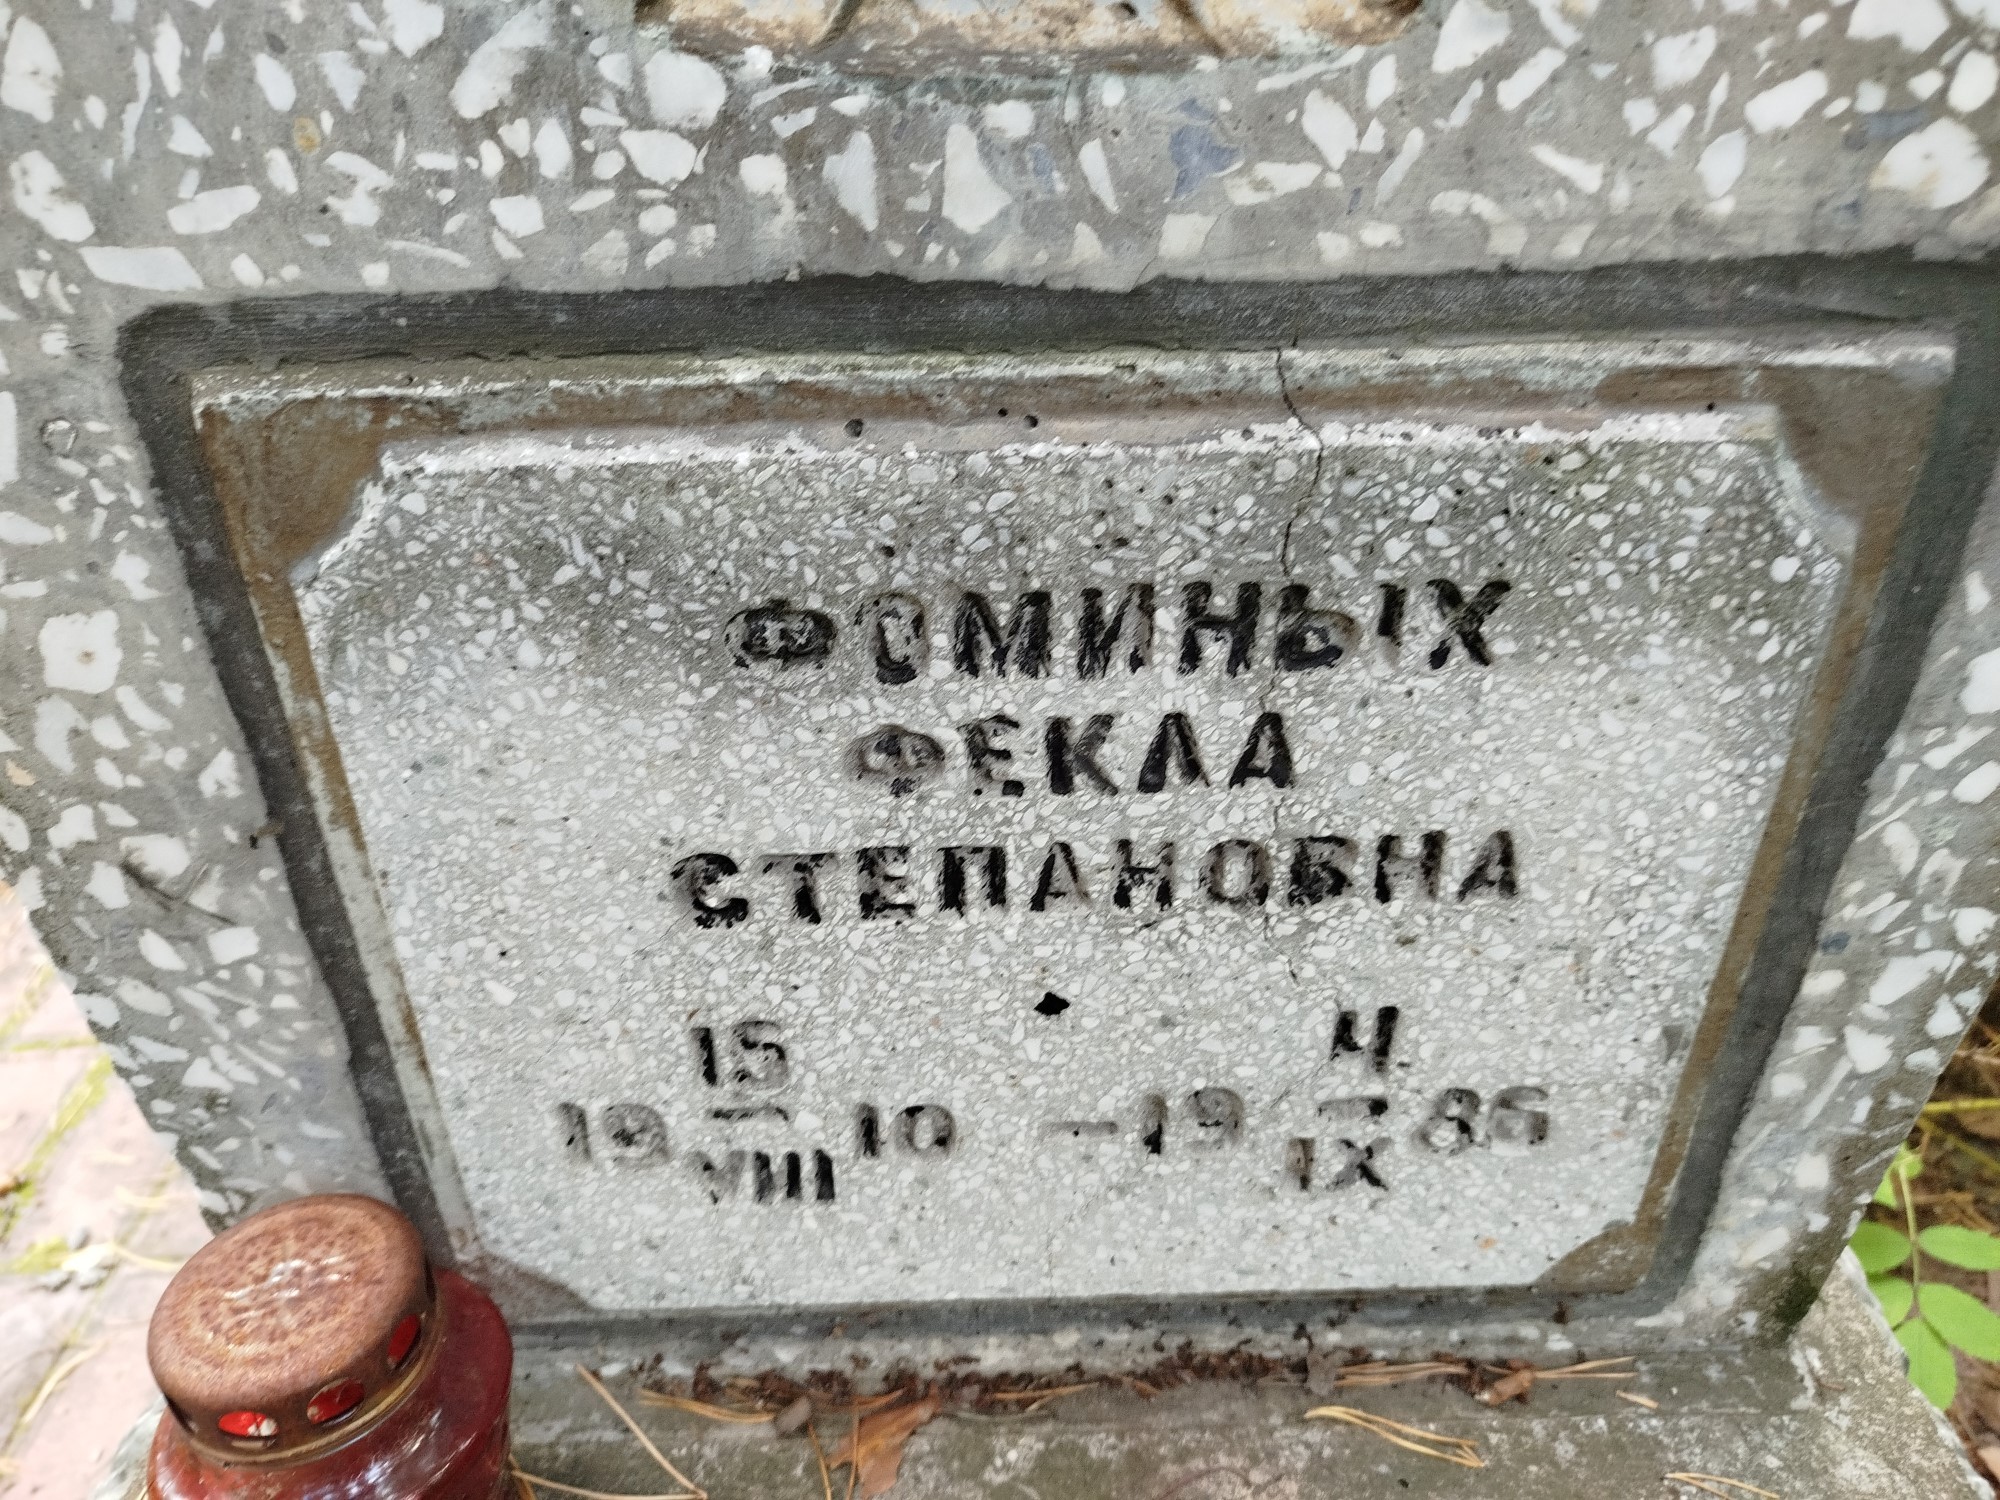 ФОМИНЫХ
ФЕКЛА
СТЕПАНОВНА
19 15/VIII 10 – 19 4/IX 86